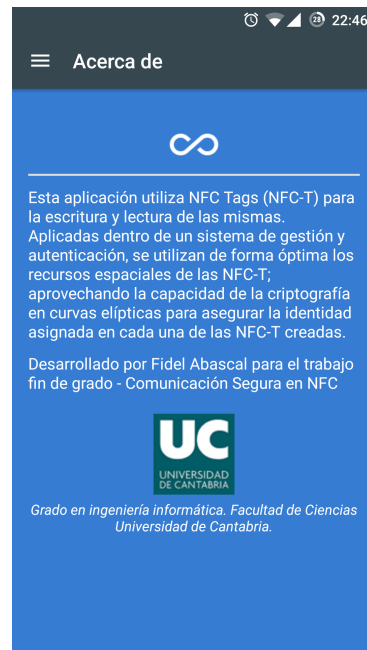 28 22:46
Acerca de
Esta aplicación utiliza NFC Tags (NFC-T) para
la escritura y lectura de las mismas.
Aplicadas dentro de un sistema de gestión y
autenticación, se utilizan de forma óptima los
recursos espaciales de las NFC-T;
aprovechando la capacidad de la criptografía
en curvas elípticas para asegurar la identidad
asignada en cada una de las NFC-T creadas.
Desarrollado por Fidel Abascal para el trabajo
fin de grado - Comunicación Segura en NFC
UC
UNIVERSIDAD
DE CANTABRIA
Grado en ingeniería informática. Facultad de Ciencias
Universidad de Cantabria.